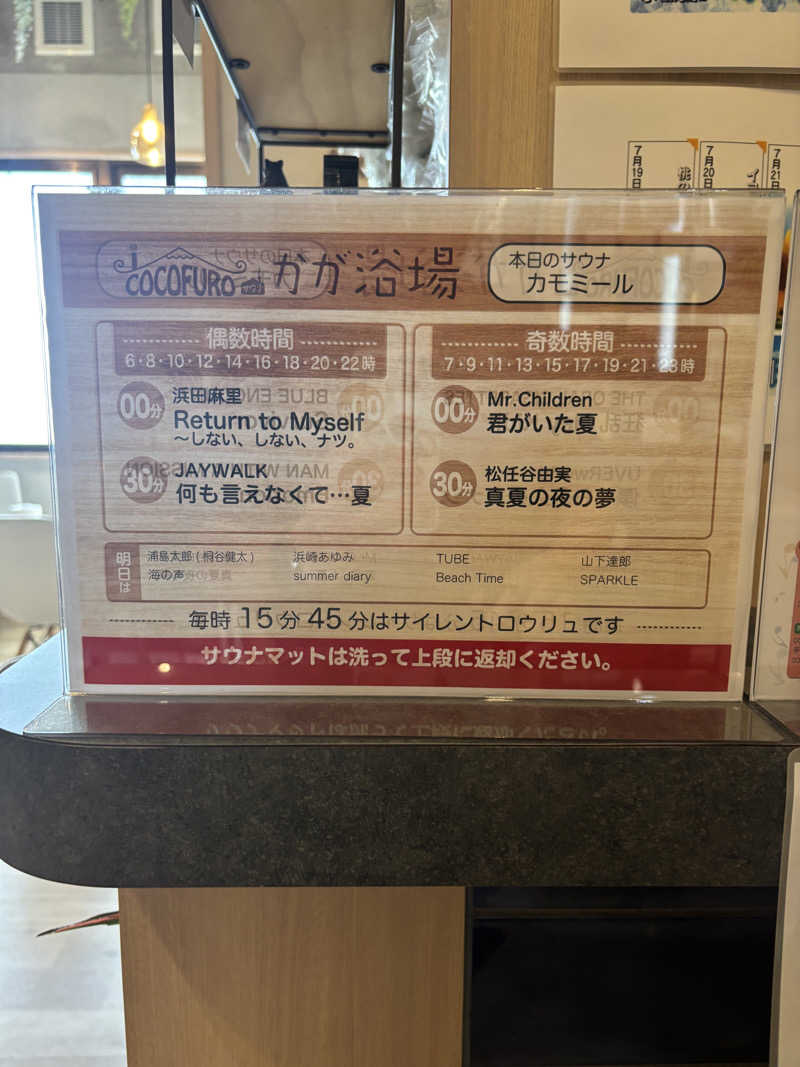 7月19日
7月20日
7月21日
COCOFURO かが浴場
サウナ
本日のサウナ
カモミール
偶数時間
6・8・10・12・14・16・18・20・22時
00分
浜田麻里
Return to Myself
〜しない、しない、ナツ。
30分
JAYWALK
何も言えなくて…夏
奇数時間
7・9・11・13・15・17・19・21・23時
00分
Mr.Children
君がいた夏
30分
松任谷由実
真夏の夜の夢
明日は
浦島太郎(桐谷健太)
海の声
浜崎あゆみ
summer diary
TUBE
Beach Time
山下達郎
SPARKLE
毎時 15分 45分はサイレントロウリュです
サウナマットは洗って上段に返却ください。